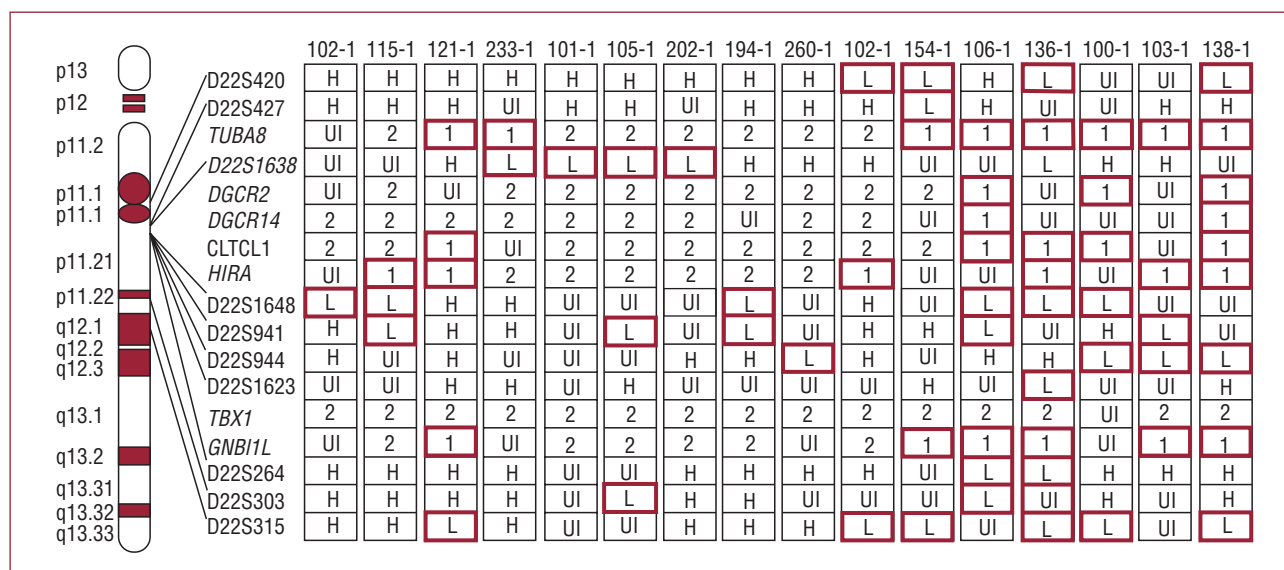 102-1 115-1 121-1 233-1 101-1 105-1 202-1 194-1 260-1 102-1 154-1 106-1 136-1 100-1 103-1 138-1
p13
p12
p11.2
p11.1
p11.1
p11.21
p11.22
q12.1
q12.2
q12.3
q13.1
q13.2
q13.31
q13.32
q13.33
D22S420 H H H H H H H H H L L H L UI UI L
D22S427 H H H UI H H UI H H H L H UI UI H H
TUBA8 UI 2 1 1 2 2 2 2 2 2 1 1 1 1 1 1
D22S1638 UI UI H L L L L H H H UI UI L H H UI
DGCR2 UI 2 UI 2 2 2 2 2 2 2 UI 1 UI 1 UI 1
DGCR14 2 2 2 2 2 2 2 UI 2 2 UI 1 UI UI UI 1
CLTCL1 2 2 1 UI 2 2 2 2 2 2 2 1 1 1 UI 1
HIRA UI 1 1 2 2 2 2 2 2 1 UI UI 1 UI 1 1
D22S1648 L L H H UI UI UI L UI H UI L L L UI UI
D22S941 H L H H UI L UI L UI H H L UI H L UI
D22S944 H UI H UI UI UI H H L H UI H H L L L
D22S1623 UI UI H H UI H UI UI UI UI H UI L UI UI H
TBX1 2 2 2 2 2 2 2 2 2 2 2 2 2 UI 2 2
GNBI1L UI 2 1 UI 2 2 2 2 UI 2 1 1 1 UI 1 1
D22S264 H H H H UI UI H H H H UI L L H H H
D22S303 H H H H UI L H H UI UI UI L UI H UI H
D22S315 H H L H UI UI H H H L L UI L L UI L